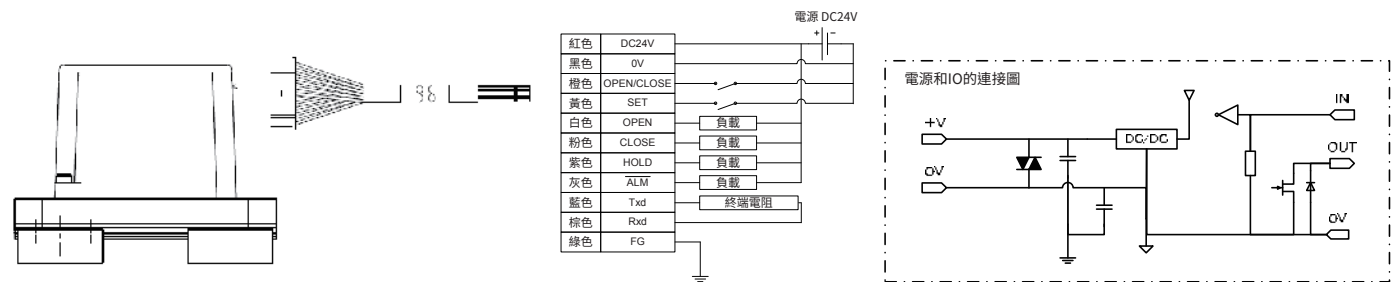 電源 DC24V
+ −
紅色 DC24V
黑色 0V
橙色 OPEN/CLOSE
黃色 SET
白色 OPEN 負載
粉色 CLOSE 負載
紫色 HOLD 負載
灰色 ALM 負載
藍色 Txd 終端電阻
棕色 Rxd
綠色 FG
96
電源和IO的連接圖
IN
+V
DC/DC
OUT
0V
0V